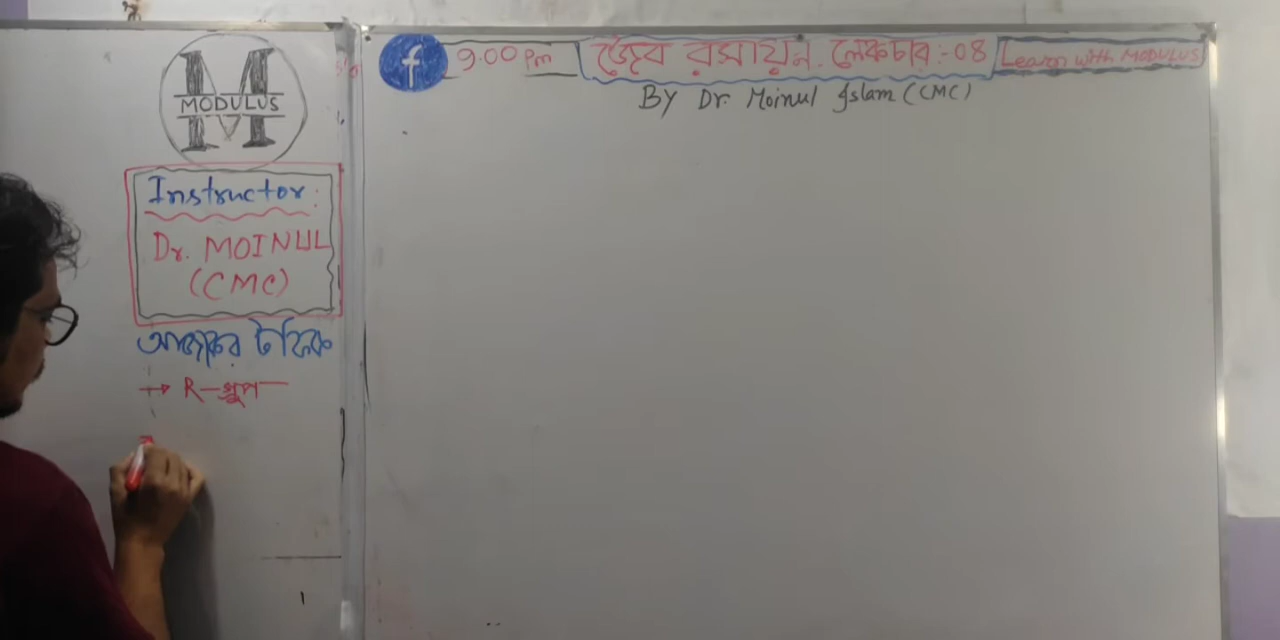 M
MODULUS
Instructor:
Dr. MOINUL
(CMC)
আজকের টপিক
→ R-গ্রুপ
f 9:00 Pm জৈব রসায়ন. লেকচার:-08 Learn with MODULUS
By Dr. Moinul Islam (CMC)